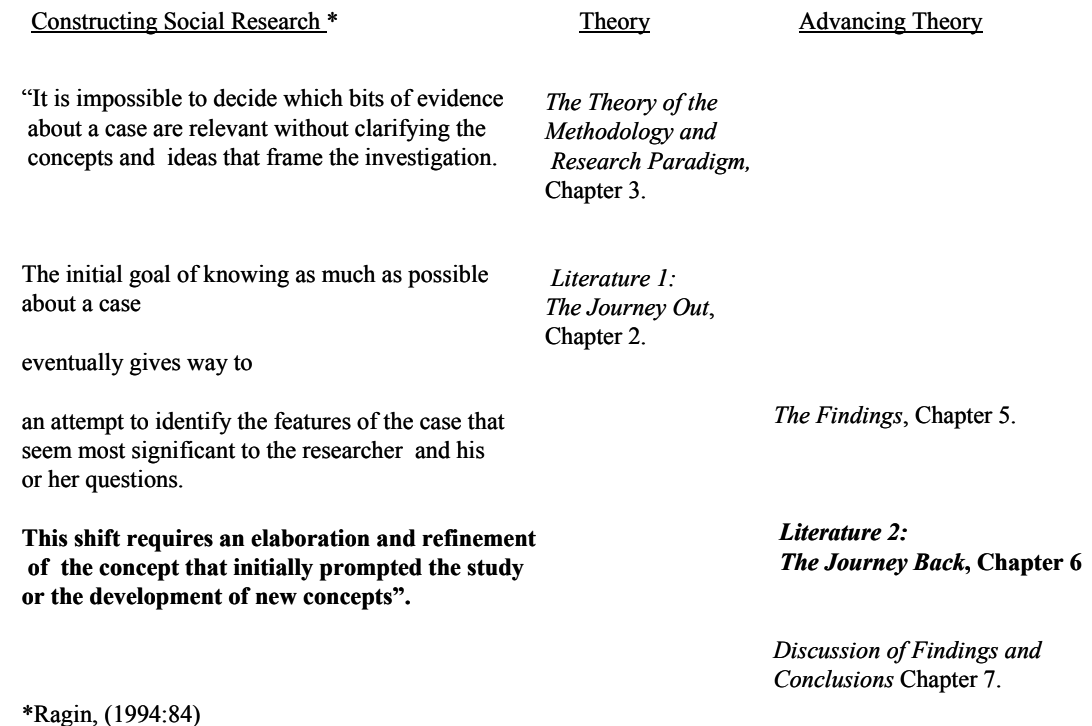 Constructing Social Research * Theory Advancing Theory
“It is impossible to decide which bits of evidence
about a case are relevant without clarifying the
concepts and ideas that frame the investigation.
The Theory of the
Methodology and
Research Paradigm,
Chapter 3.
The initial goal of knowing as much as possible
about a case
Literature 1:
The Journey Out,
Chapter 2.
eventually gives way to
an attempt to identify the features of the case that
seem most significant to the researcher and his
or her questions.
The Findings, Chapter 5.
This shift requires an elaboration and refinement
of the concept that initially prompted the study
or the development of new concepts”.
Literature 2:
The Journey Back, Chapter 6
Discussion of Findings and
Conclusions Chapter 7.
*Ragin, (1994:84)